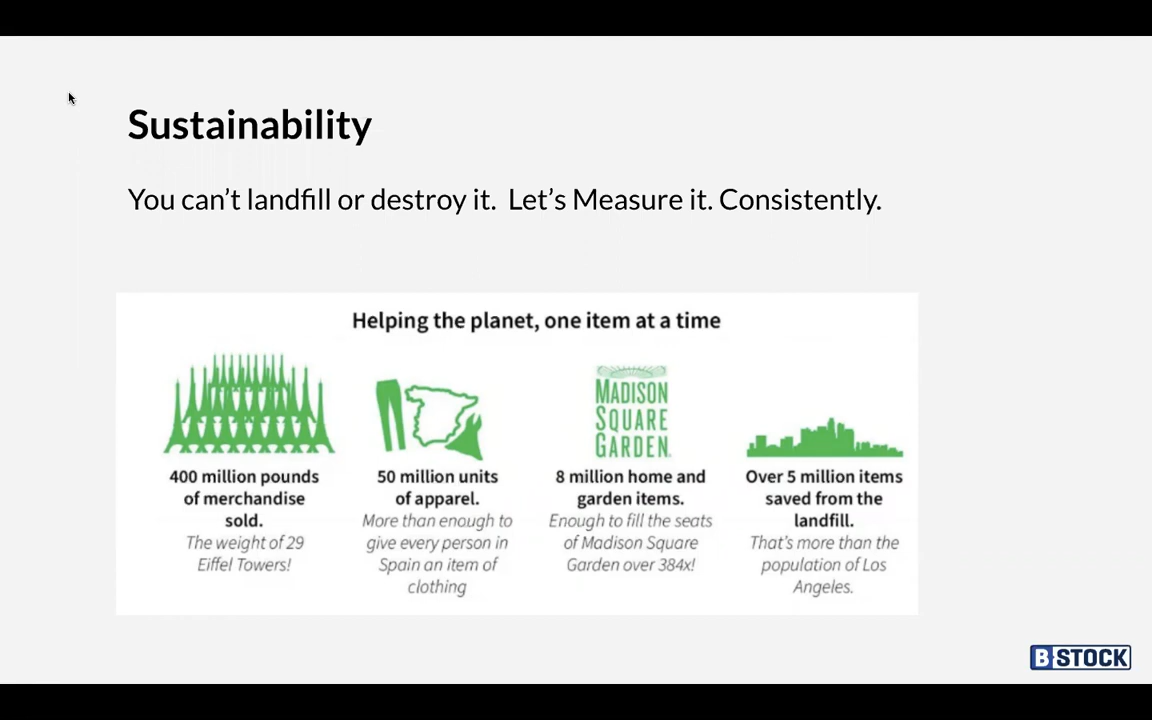 Sustainability
You can't landfill or destroy it.  Let's Measure it. Consistently.
Helping the planet, one item at a time
MADISON
SQUARE
GARDEN
400 million pounds
of merchandise
sold.
The weight of 29
Eiffel Towers!
50 million units
of apparel.
More than enough to
give every person in
Spain an item of
clothing
8 million home and
garden items.
Enough to fill the seats
of Madison Square
Garden over 384x!
Over 5 million items
saved from the
landfill.
That's more than the
population of Los
Angeles.
B-STOCK